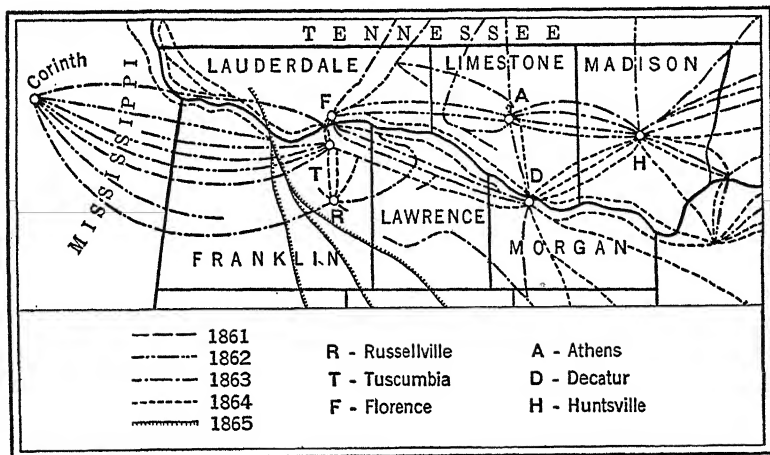 TENNESSEE
LAUDERDALE
LIMESTONE
MADISON
Corinth
MISSISSIPPI
F
A
T
H
D
R
LAWRENCE
FRANKLIN
MORGAN
1861
1862
1863
1864
1865
R - Russellville
T - Tuscumbia
F - Florence
A - Athens
D - Decatur
H - Huntsville